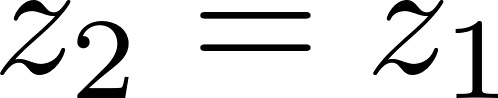 z₂ = z₁